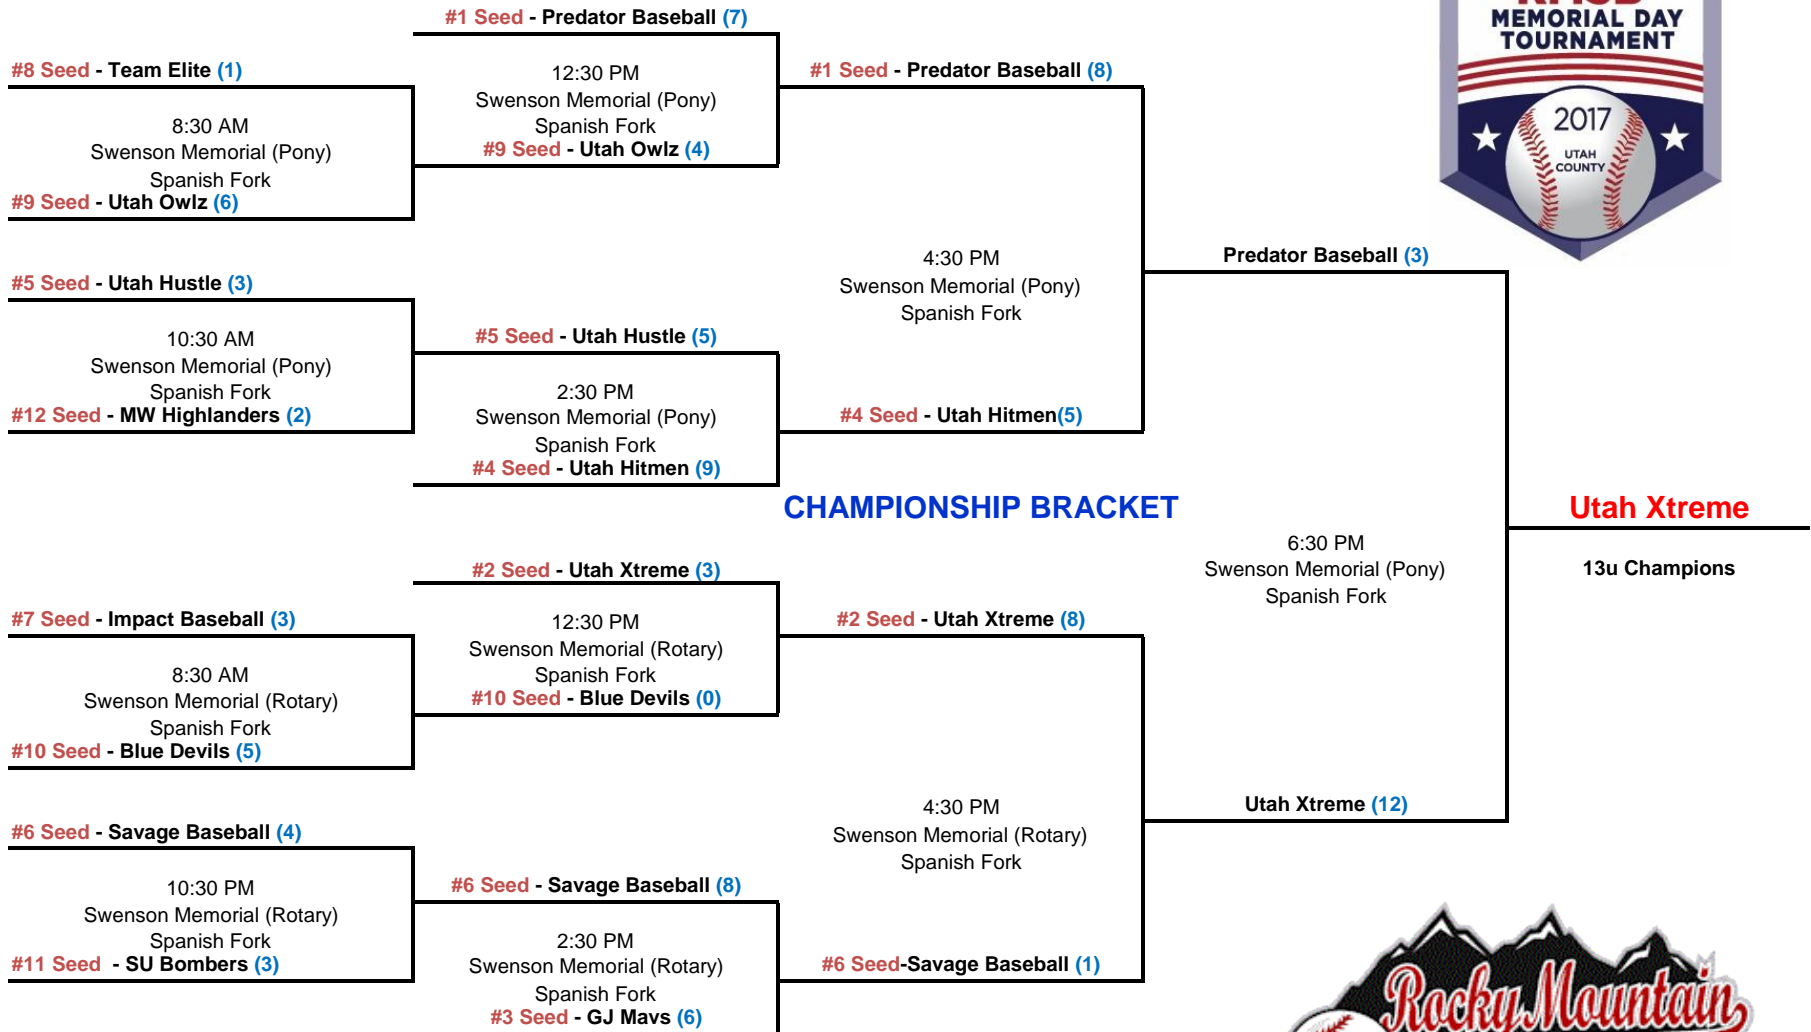 #1 Seed - Predator Baseball (7)
#8 Seed - Team Elite (1)
12:30 PM
Swenson Memorial (Pony)
Spanish Fork
#1 Seed - Predator Baseball (8)
8:30 AM
Swenson Memorial (Pony)
Spanish Fork
#9 Seed - Utah Owlz (4)
#9 Seed - Utah Owlz (6)
MEMORIAL DAY
TOURNAMENT
2017
UTAH
COUNTY
4:30 PM
Swenson Memorial (Pony)
Spanish Fork
Predator Baseball (3)
#5 Seed - Utah Hustle (3)
10:30 AM
Swenson Memorial (Pony)
Spanish Fork
#12 Seed - MW Highlanders (2)
#5 Seed - Utah Hustle (5)
2:30 PM
Swenson Memorial (Pony)
Spanish Fork
#4 Seed - Utah Hitmen (9)
#4 Seed - Utah Hitmen(5)
CHAMPIONSHIP BRACKET
Utah Xtreme
13u Champions
6:30 PM
Swenson Memorial (Pony)
Spanish Fork
#2 Seed - Utah Xtreme (3)
#7 Seed - Impact Baseball (3)
12:30 PM
Swenson Memorial (Rotary)
Spanish Fork
#2 Seed - Utah Xtreme (8)
8:30 AM
Swenson Memorial (Rotary)
Spanish Fork
#10 Seed - Blue Devils (0)
#10 Seed - Blue Devils (5)
4:30 PM
Swenson Memorial (Rotary)
Spanish Fork
Utah Xtreme (12)
#6 Seed - Savage Baseball (4)
10:30 PM
Swenson Memorial (Rotary)
Spanish Fork
#11 Seed  - SU Bombers (3)
#6 Seed - Savage Baseball (8)
2:30 PM
Swenson Memorial (Rotary)
Spanish Fork
#3 Seed - GJ Mavs (6)
#6 Seed-Savage Baseball (1)
Rocky Mountain